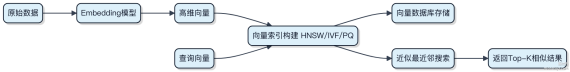 原始数据
Embedding模型
高维向量
查询向量
向量索引构建 HNSW/IVF/PQ
向量数据库存储
近似最近邻搜索
返回Top-K相似结果